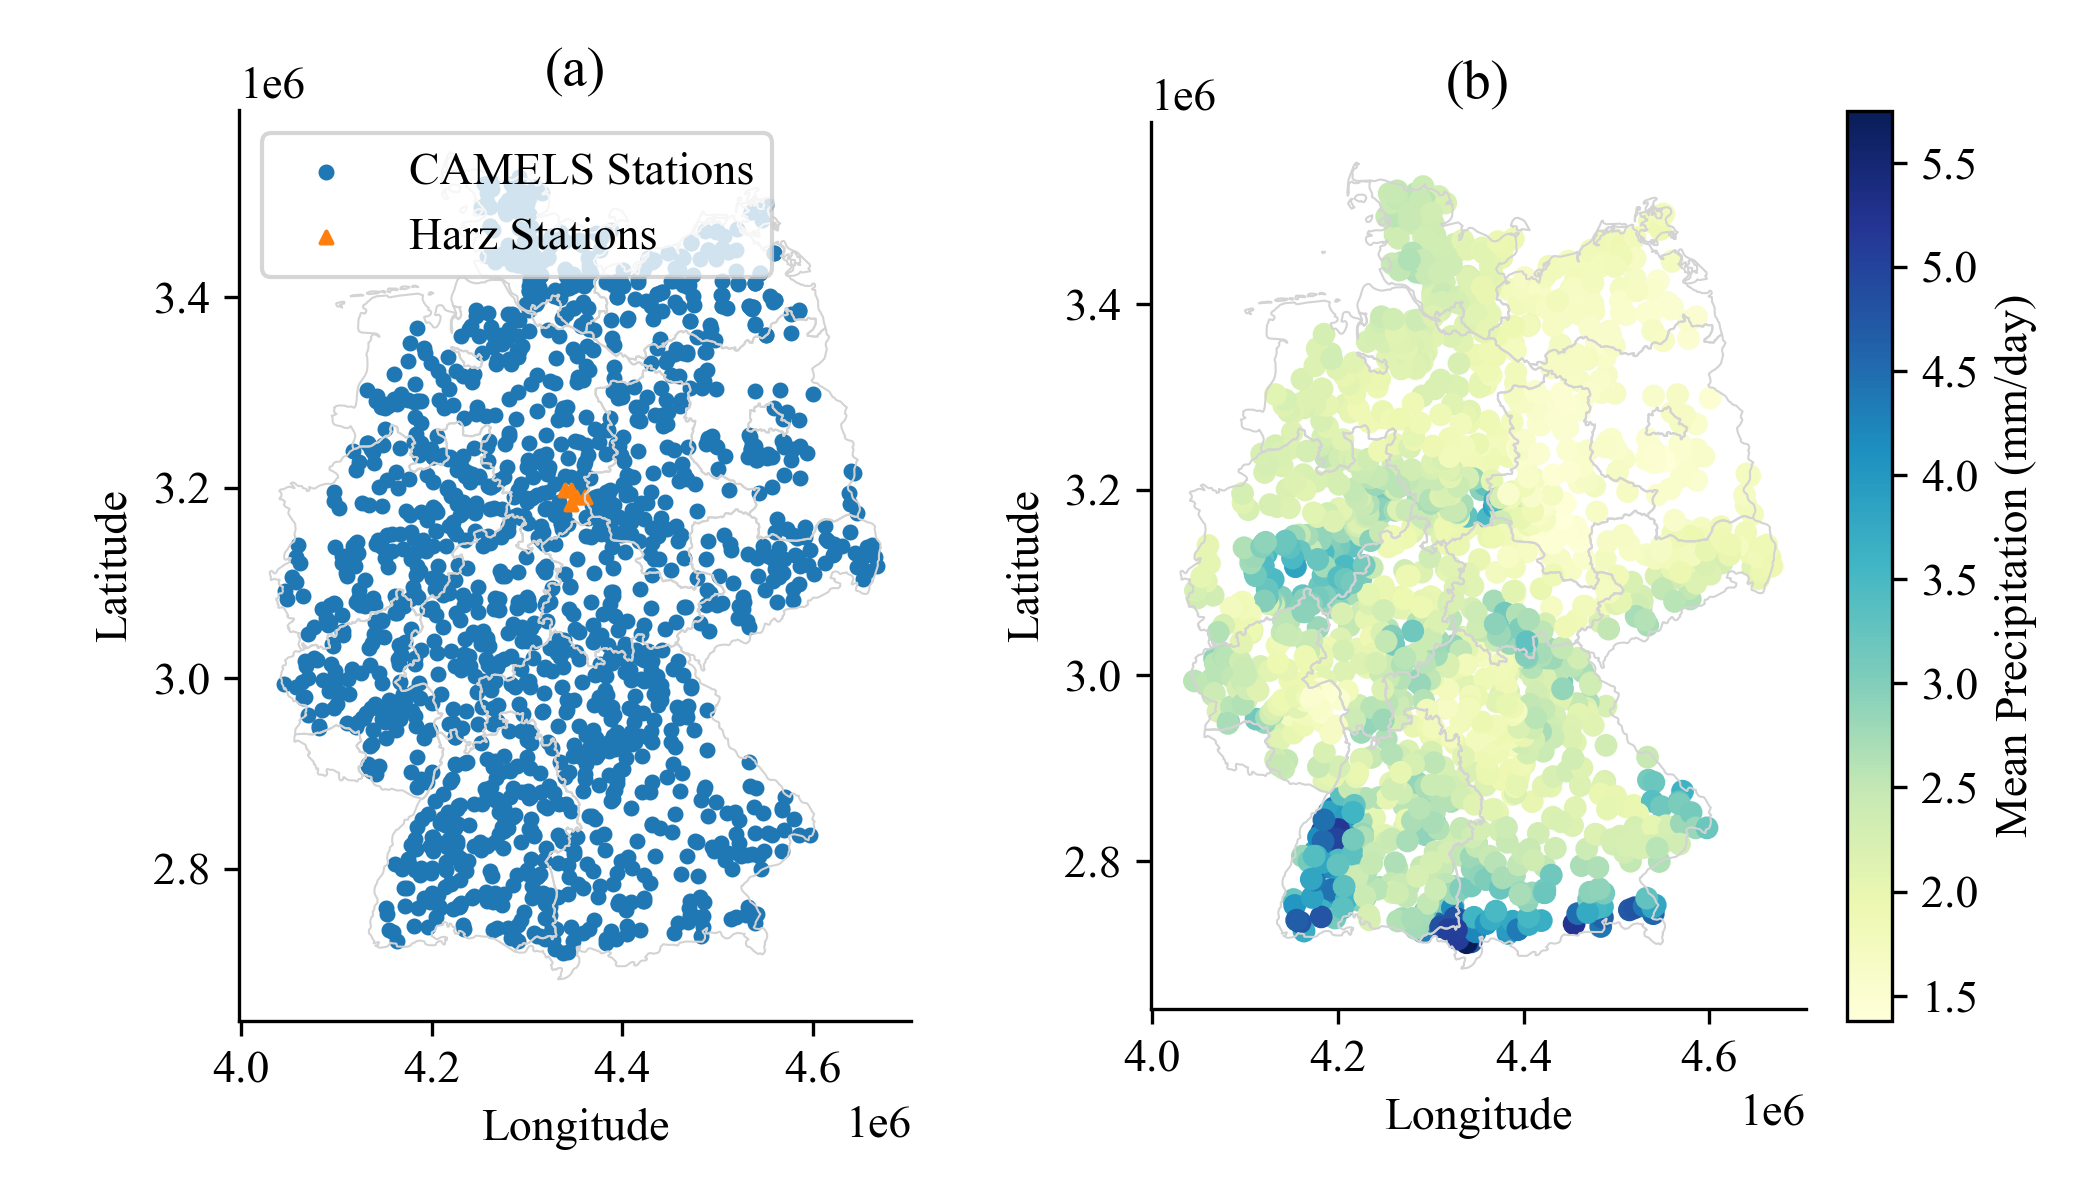 (a)
1e6
CAMELS Stations
Harz Stations
3.4
3.2
3.0
2.8
Latitude
4.0
4.2
4.4
4.6
Longitude
1e6
(b)
1e6
3.4
3.2
3.0
2.8
Latitude
4.0
4.2
4.4
4.6
Longitude
1e6
5.5
5.0
4.5
4.0
3.5
3.0
2.5
2.0
1.5
Mean Precipitation (mm/day)